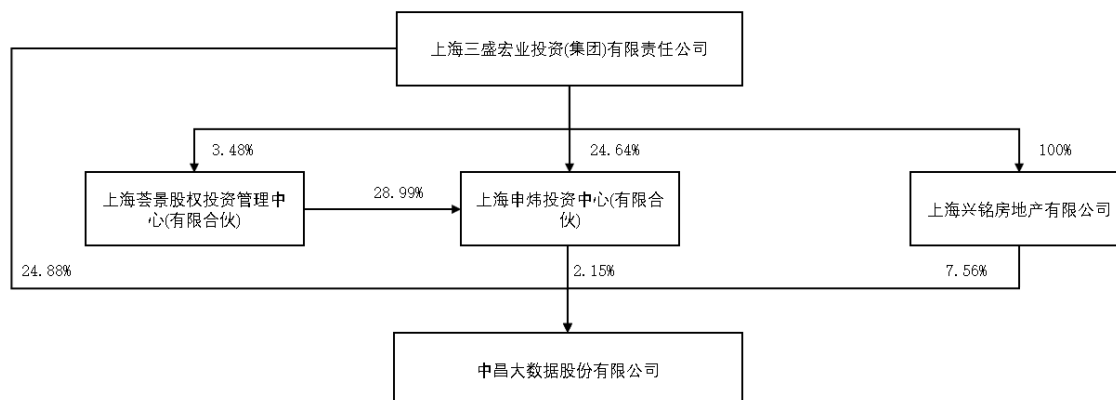 上海三盛宏业投资(集团)有限责任公司
3.48%
24.64%
100%
上海荟景股权投资管理中
心(有限合伙)
28.99%
上海申炜投资中心(有限合
伙)
上海兴铭房地产有限公司
24.88%
2.15%
7.56%
中昌大数据股份有限公司